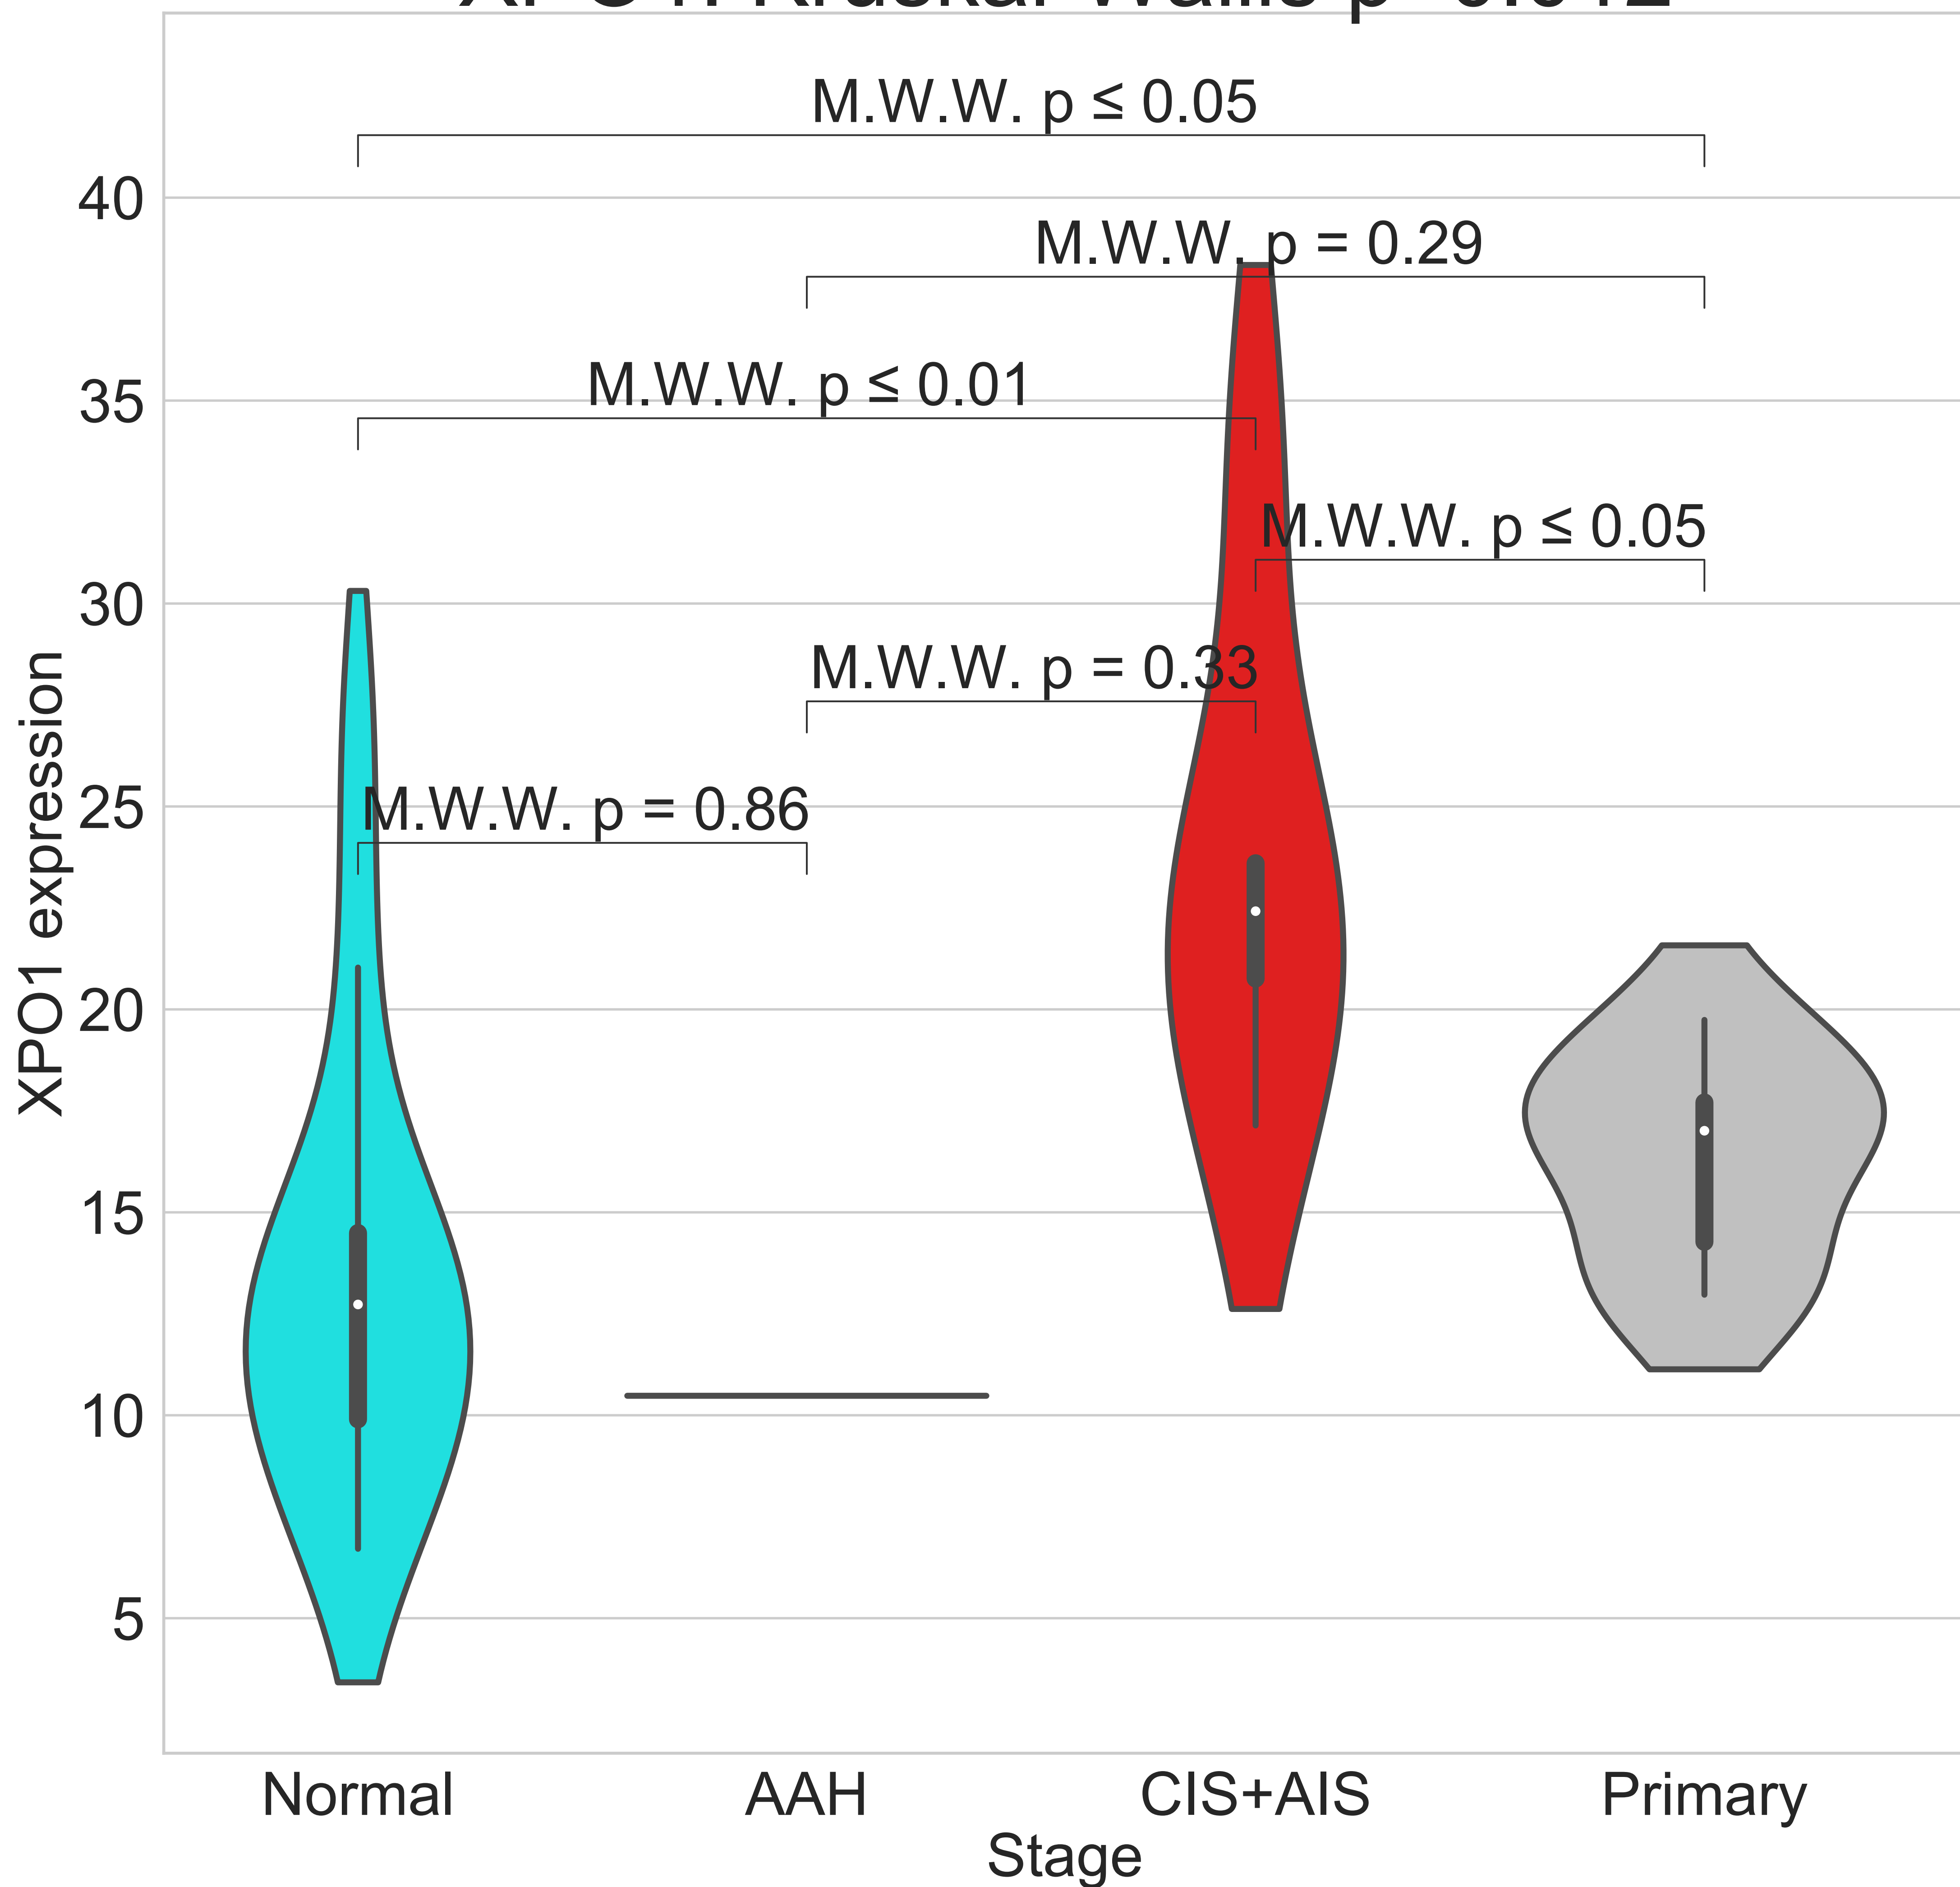 M.W.W. p ≤ 0.05
40
M.W.W. p = 0.29
M.W.W. p ≤ 0.01
35
M.W.W. p ≤ 0.05
30
M.W.W. p = 0.33
M.W.W. p = 0.86
25
20
15
10
5
XPO1 expression
Normal AAH CIS+AIS Primary
Stage